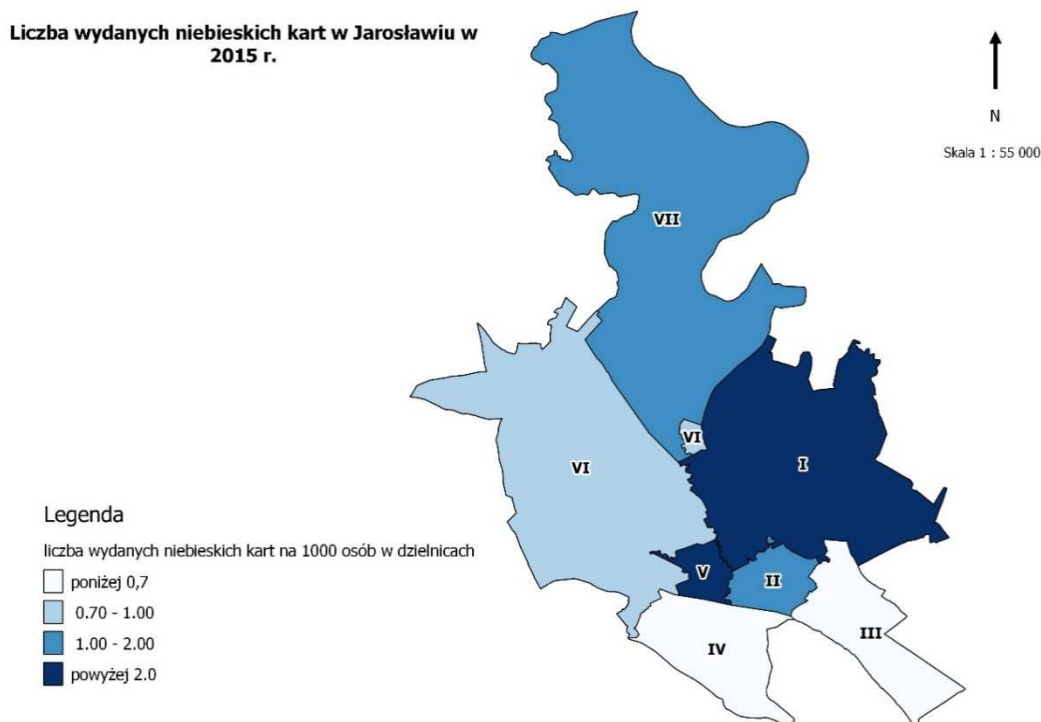 Liczba wydanych niebieskich kart w Jarosławiu w
2015 r.
N
Skala 1 : 55 000
VII
VI
VI
I
V
II
III
IV
Legenda
liczba wydanych niebieskich kart na 1000 osób w dzielnicach
poniżej 0,7
0.70 - 1.00
1.00 - 2.00
powyżej 2.0